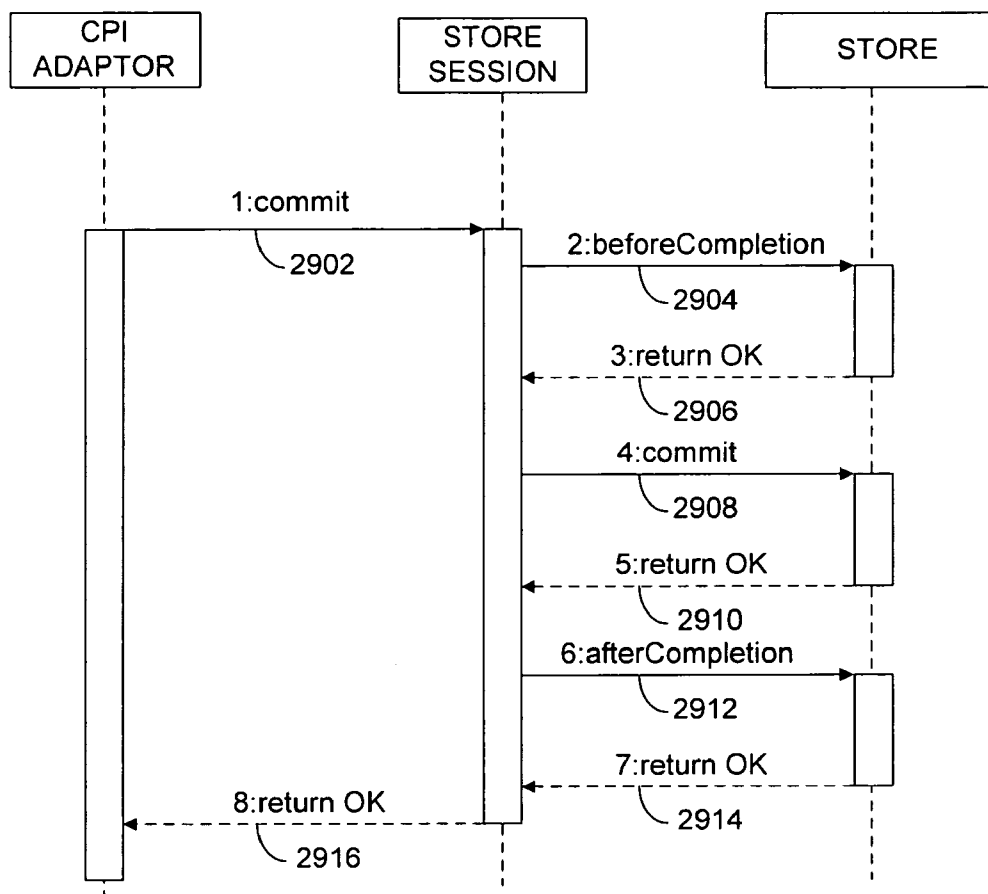 CPI
ADAPTOR
STORE
SESSION
STORE
1:commit
2902
2:beforeCompletion
2904
3:return OK
2906
4:commit
2908
5:return OK
2910
6:afterCompletion
2912
7:return OK
2914
8:return OK
2916